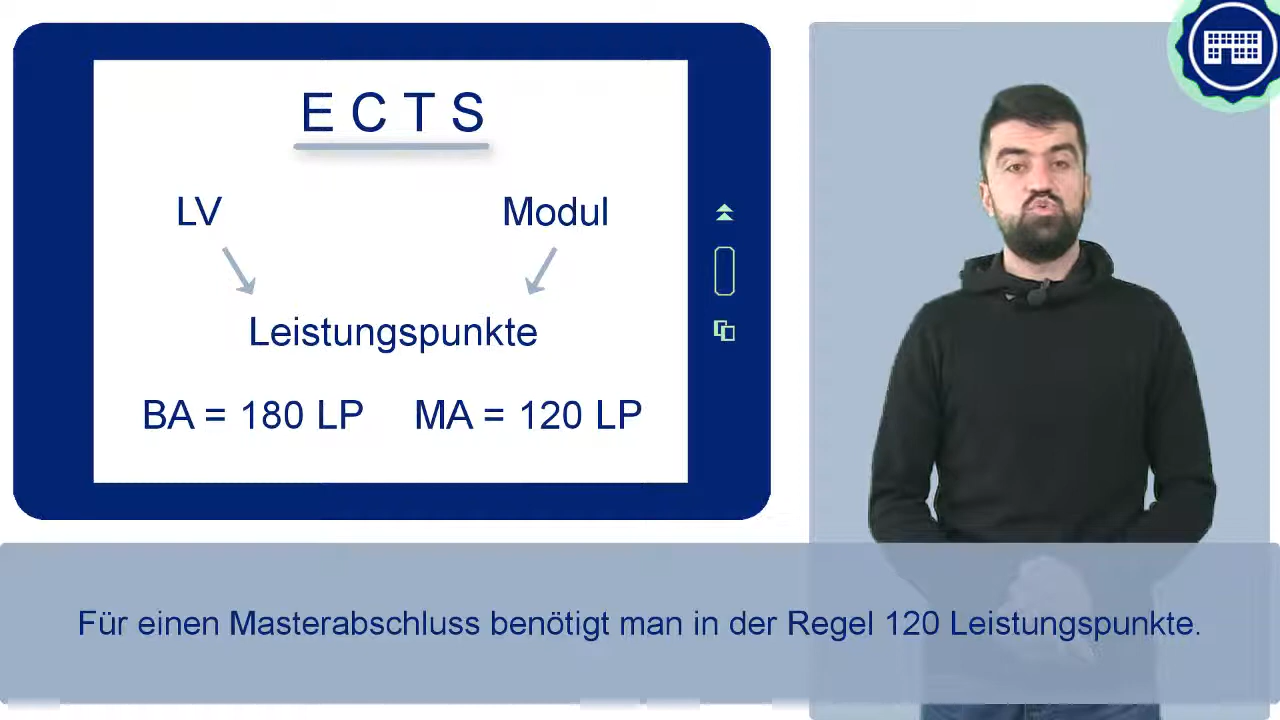 E C T S
LV Modul
Leistungspunkte
BA = 180 LP MA = 120 LP
Für einen Masterabschluss benötigt man in der Regel 120 Leistungspunkte.